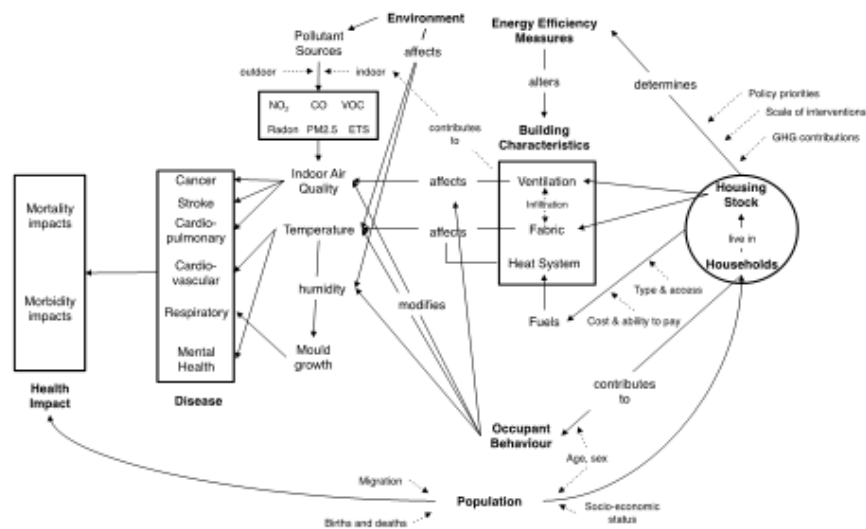 Environment
affects
Pollutant
Sources
outdoor
indoor
NO2 CO VOC
Radon PM2.5 ETS
Energy Efficiency
Measures
alters
determines
Policy priorities
Scale of interventions
GHG contributions
contributes
to
Building
Characteristics
Ventilation
Infiltration
Fabric
Heat System
Housing
Stock
live in
Households
Mortality
impacts
Morbidity
impacts
Health
Impact
Cancer
Stroke
Cardio-
pulmonary
Cardio-
vascular
Respiratory
Mental
Health
Disease
Indoor Air
Quality
affects
Temperature
affects
humidity
modifies
Mould
growth
Fuels
Type & access
Cost & ability to pay
contributes
to
Occupant
Behaviour
Age, sex
Migration
Population
Births and deaths
Socio-economic
status